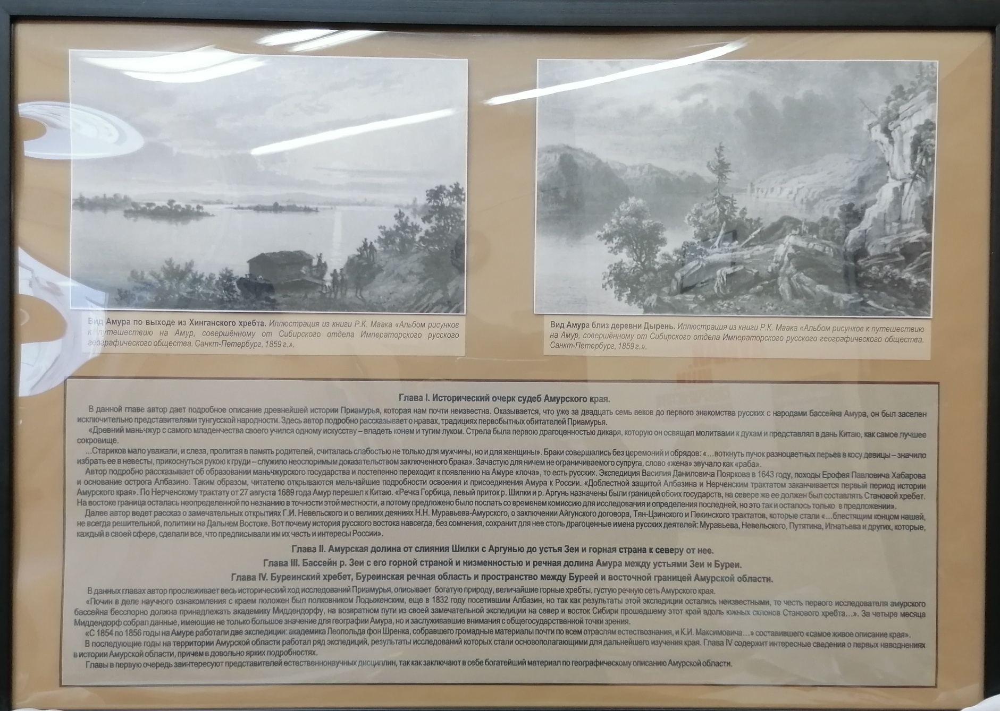 Вид Амура по выходе из Хинганского хребта. Иллюстрация из книги Р.К. Маака «Альбом рисунков
к путешествию на Амур, совершённому от Сибирского отдела Императорского русского
географического общества. Санкт-Петербург, 1859 г.».
Вид Амура близ деревни Дырень. Иллюстрация из книги Р.К. Маака «Альбом рисунков к путешествию
на Амур, совершённому от Сибирского отдела Императорского русского географического общества.
Санкт-Петербург, 1859 г.».
Глава I. Исторический очерк судеб Амурского края.
В данной главе автор дает подробное описание древнейшей истории Приамурья, которая нам почти неизвестна. Оказывается, что уже за двадцать семь веков до первого знакомства русских с народами бассейна Амура, он был заселен
исключительно представителями тунгусской народности. Здесь автор подробно рассказывает о нравах, традициях первобытных обитателей Приамурья.
«Древний маньчжур с самого младенчества своего учился одному искусству – владеть конем и тугим луком. Стрела была первою драгоценностью дикаря, которую он освящал молитвами к духам и представлял в дань Китаю, как самое лучшее
сокровище.
...Стариков мало уважали, и слеза, пролитая в память родителей, считалась слабостью не только для мужчины, но и для женщины». Браки совершались без церемоний и обрядов: «...воткнуть пучок разноцветных перьев в косу девицы – значило
избрать ее в невесты, прикоснуться рукою к груди – служило неоспоримым доказательством заключенного брака». Зачастую для ничем не ограничиваемого супруга, слово «жена» звучало как «раба».
Автор подробно рассказывает об образовании маньчжурского государства и постепенно переходит к появлению на Амуре «лоча», то есть русских. Экспедиция Василия Даниловича Пояркова в 1643 году, походы Ерофея Павловича Хабарова
и основание острога Албазино. Таким образом, читателю открываются мельчайшие подробности освоения и присоединения Амура к России. «Доблестной защитой Албазина и Нерченским трактатом заканчивается первый период истории
Амурского края». По Нерченскому трактату от 27 августа 1689 года Амур перешел к Китаю. «Речка Горбица, левый приток р. Шилки и р. Аргунь назначены были границей обоих государств, на севере же ее должен был составлять Становой хребет.
На востоке граница осталась неопределенной по незнанию в точности этой местности, а потому предложено было послать со временем комиссию для исследования и определения последней, но это так и осталось только в предложении».
Далее автор ведет рассказ о замечательных открытиях Г.И. Невельского и о великих деяниях Н.Н. Муравьева-Амурского, о заключении Айгунского договора, Тян-Цзинского и Пекинского трактатов, которые стали «...блестящим концом нашей,
не всегда решительной, политики на Дальнем Востоке. Вот почему история русского востока навсегда, без сомнения, сохранит для нее столь драгоценные имена русских деятелей: Муравьева, Невельского, Путятина, Игнатьева и других, которые,
каждый в своей сфере, сделали все, что предписывали им их честь и интересы России».
Глава II. Амурская долина от слияния Шилки с Аргунью до устья Зеи и горная страна к северу от нее.
Глава III. Бассейн р. Зеи с его горной страной и низменностью и речная долина Амура между устьями Зеи и Буреи.
Глава IV. Буреинский хребет, Буреинская речная область и пространство между Буреей и восточной границей Амурской области.
В данных главах автор прослеживает весь исторический ход исследований Приамурья, описывает богатую природу, величайшие горные хребты, густую речную сеть Амурского края.
«Почин в деле научного ознакомления с краем положен был полковником Лодыженским, еще в 1832 году посетившим Албазин, но так как результаты этой экспедиции остались неизвестными, то честь первого исследователя амурского
бассейна бесспорно должна принадлежать академику Миддендорфу, на возвратном пути из своей замечательной экспедиции на север и восток Сибири прошедшему этот край вдоль южных склонов Станового хребта...». За четыре месяца
Миддендорф собрал данные, имеющие не только большое значение для географии Амура, но и заслуживавшие внимания с общегосударственной точки зрения.
«С 1854 по 1856 годы на Амуре работали две экспедиции: академика Леопольда фон Шренка, собравшего громадные материалы почти по всем отраслям естествознания, и К.И. Максимовича...» составившего «самое живое описание края».
В последующие годы на территории Амурской области работал ряд экспедиций, результаты исследований которых стали основополагающими для дальнейшего изучения края. Глава IV содержит интересные сведения о первых наводнениях
в истории Амурской области, причем в довольно ярких подробностях.
Главы в первую очередь заинтересуют представителей естественнонаучных дисциплин, так как заключают в себе богатейший материал по географическому описанию Амурской области.